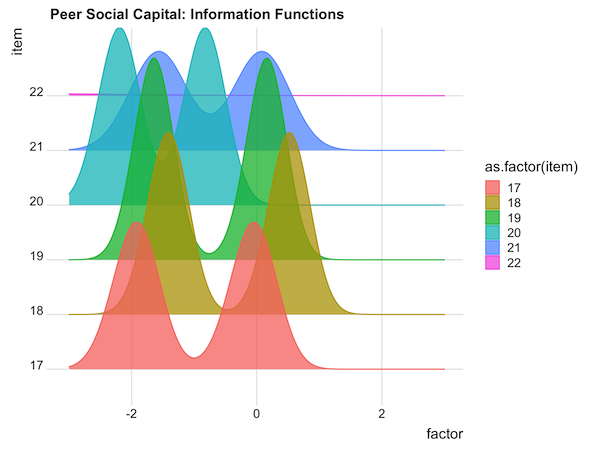 Peer Social Capital: Information Functions
item
22
21
20
19
18
17
-2 0 2
factor
as.factor(item)
17
18
19
20
21
22